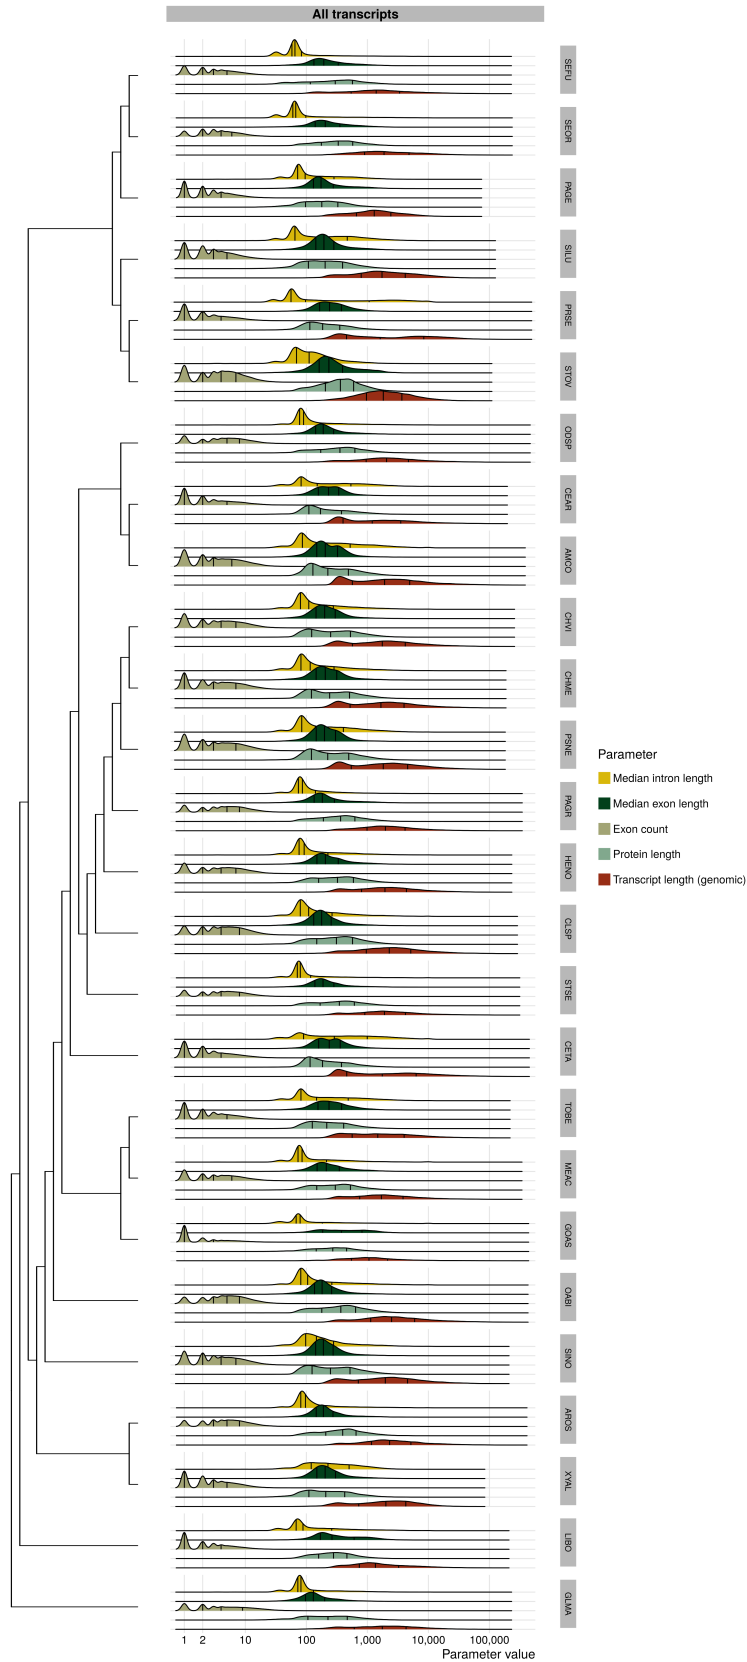 All transcripts
SEFU
SEOR
PAGE
SILU
PRSE
STOV
ODSP
CEAR
AMCO
CHVI
CHME
PSNE
Parameter
Median intron length
Median exon length
Exon count
Protein length
Transcript length (genomic)
PAGR
HENO
CLSP
STSE
CETA
TOBE
MEAC
GOAS
OABI
SINO
AROS
XYAL
LIBO
GLMA
1 2 10 100 1,000 10,000 100,000
Parameter value